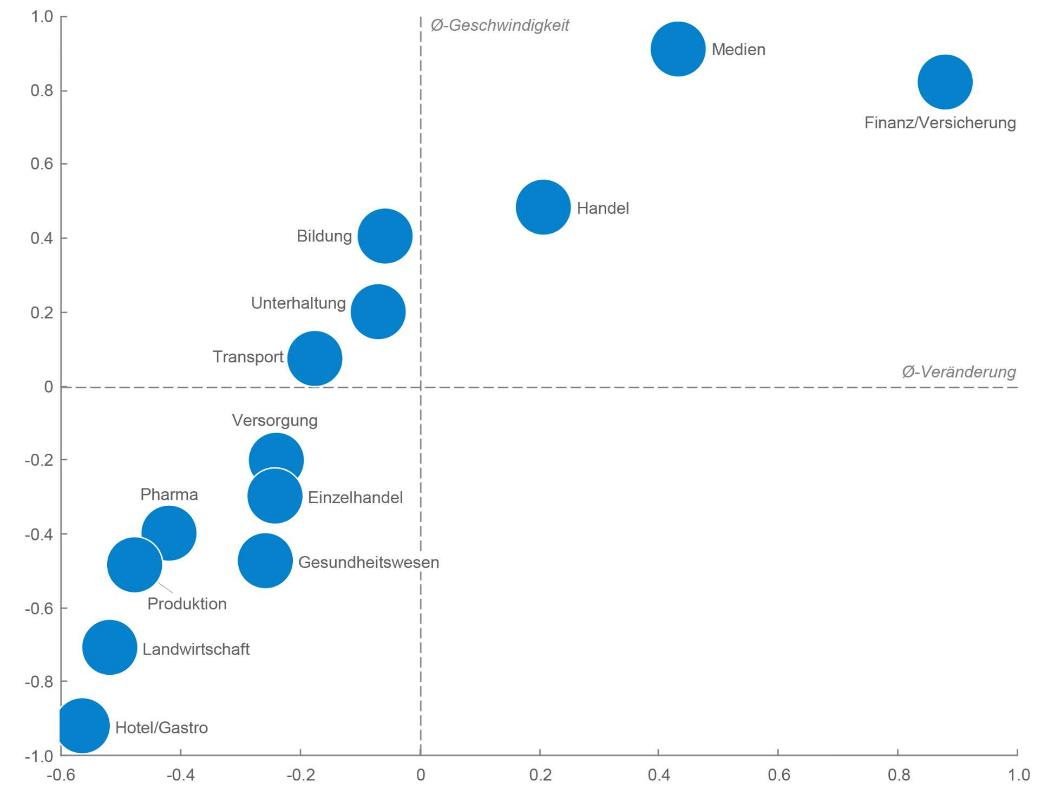 1.0
Ø-Geschwindigkeit
Medien
0.8
Finanz/Versicherung
0.6
Handel
0.4
Bildung
Unterhaltung
0.2
Transport
Ø-Veränderung
0
Versorgung
-0.2
Pharma
Einzelhandel
-0.4
Gesundheitswesen
Produktion
-0.6
Landwirtschaft
-0.8
Hotel/Gastro
-1.0
-0.6 -0.4 -0.2 0 0.2 0.4 0.6 0.8 1.0